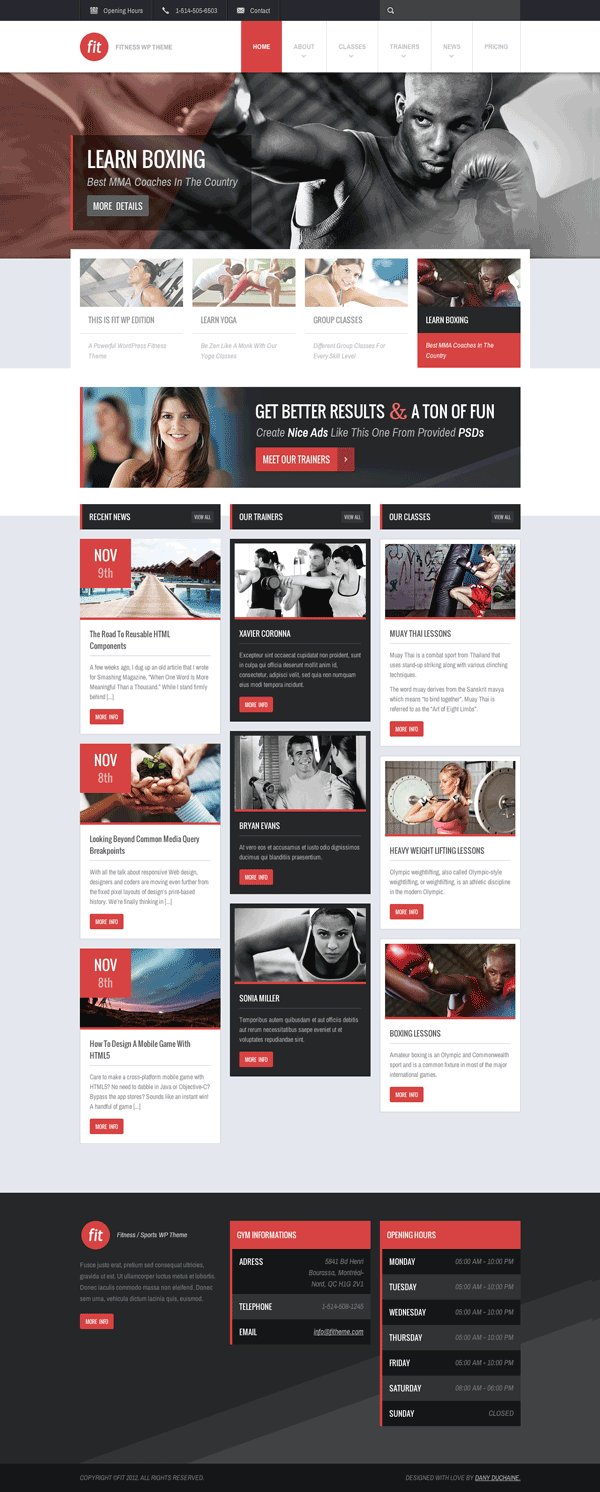 Opening Hours
1-514-505-6503
Contact
fit
FITNESS WP THEME
HOME
ABOUT
CLASSES
TRAINERS
NEWS
PRICING
LEARN BOXING
Best MMA Coaches In The Country
MORE DETAILS
THIS IS FIT WP EDITION
A Powerful WordPress Fitness
Theme
LEARN YOGA
Be Zen Like A Monk With Our
Yoga Classes
GROUP CLASSES
Different Group Classes For
Every Skill Level
LEARN BOXING
Best MMA Coaches In The
Country
GET BETTER RESULTS & A TON OF FUN
Create Nice Ads Like This One From Provided PSDs
MEET OUR TRAINERS
RECENT NEWS
VIEW ALL
NOV
9th
The Road To Reusable HTML
Components
A few weeks ago, I dug up an old article that I wrote
for Smashing Magazine, "When One Word Is More
Meaningful Than a Thousand." While I stand firmly
behind [...]
MORE INFO
NOV
8th
Looking Beyond Common Media Query
Breakpoints
With all the talk about responsive Web design,
designers and coders are moving even further from
the fixed pixel layouts of design's print-based
history. We're finally thinking in [...]
MORE INFO
NOV
8th
How To Design A Mobile Game With
HTML5
Care to make a cross-platform mobile game with
HTML5? No need to dabble in Java or Objective-C?
Bypass the app stores? Sounds like an instant win!
A handful of game [...]
MORE INFO
OUR TRAINERS
VIEW ALL
XAVIER CORONNA
Excepteur sint occaecat cupidatat non proident, sunt
in culpa qui officia deserunt mollit anim id,
consectetur, adipisci velit, sed quia non numquam
eius modi tempora incidunt.
MORE INFO
BRYAN EVANS
At vero eos et accusamus et iusto odio dignissimos
ducimus qui blanditiis praesentium.
MORE INFO
SONIA MILLER
Temporibus autem quibusdam et aut officiis debitis
aut rerum necessitatibus saepe eveniet ut et
voluptates repudiandae sint.
MORE INFO
OUR CLASSES
VIEW ALL
MUAY THAI LESSONS
Muay Thai is a combat sport from Thailand that
uses stand-up striking along with various clinching
techniques.
The word muay derives from the Sanskrit mavya
which means "to bind together". Muay Thai is
referred to as the "Art of Eight Limbs".
MORE INFO
HEAVY WEIGHT LIFTING LESSONS
Olympic weightlifting, also called Olympic-style
weightlifting, or weightlifting, is an athletic discipline
in the modern Olympic.
MORE INFO
BOXING LESSONS
Amateur boxing is an Olympic and Commonwealth
sport and is a common fixture in most of the major
international games.
MORE INFO
fit
Fitness / Sports WP Theme
Fusce justo erat, pretium sed consequat ultricies,
gravida ut est. Ut ullamcorper luctus metus et lobortis.
Donec iaculis commodo massa non eleifend. Donec
sem urna, vehicula dictum lacinia quis, euismod.
MORE INFO
GYM INFORMATIONS
ADRESS
5841 Bd Henri
Bourassa, Montréal-
Nord, QC H1G 2V1
TELEPHONE
1-514-508-1245
EMAIL
info@fittheme.com
OPENING HOURS
MONDAY 05:00 AM - 10:00 PM
TUESDAY 05:00 AM - 10:00 PM
WEDNESDAY 05:00 AM - 10:00 PM
THURSDAY 05:00 AM - 10:00 PM
FRIDAY 05:00 AM - 10:00 PM
SATURDAY 08:00 AM - 06:00 PM
SUNDAY CLOSED
COPYRIGHT ©FIT 2012. ALL RIGHTS RESERVED.
DESIGNED WITH LOVE BY DANY DUCHAINE.